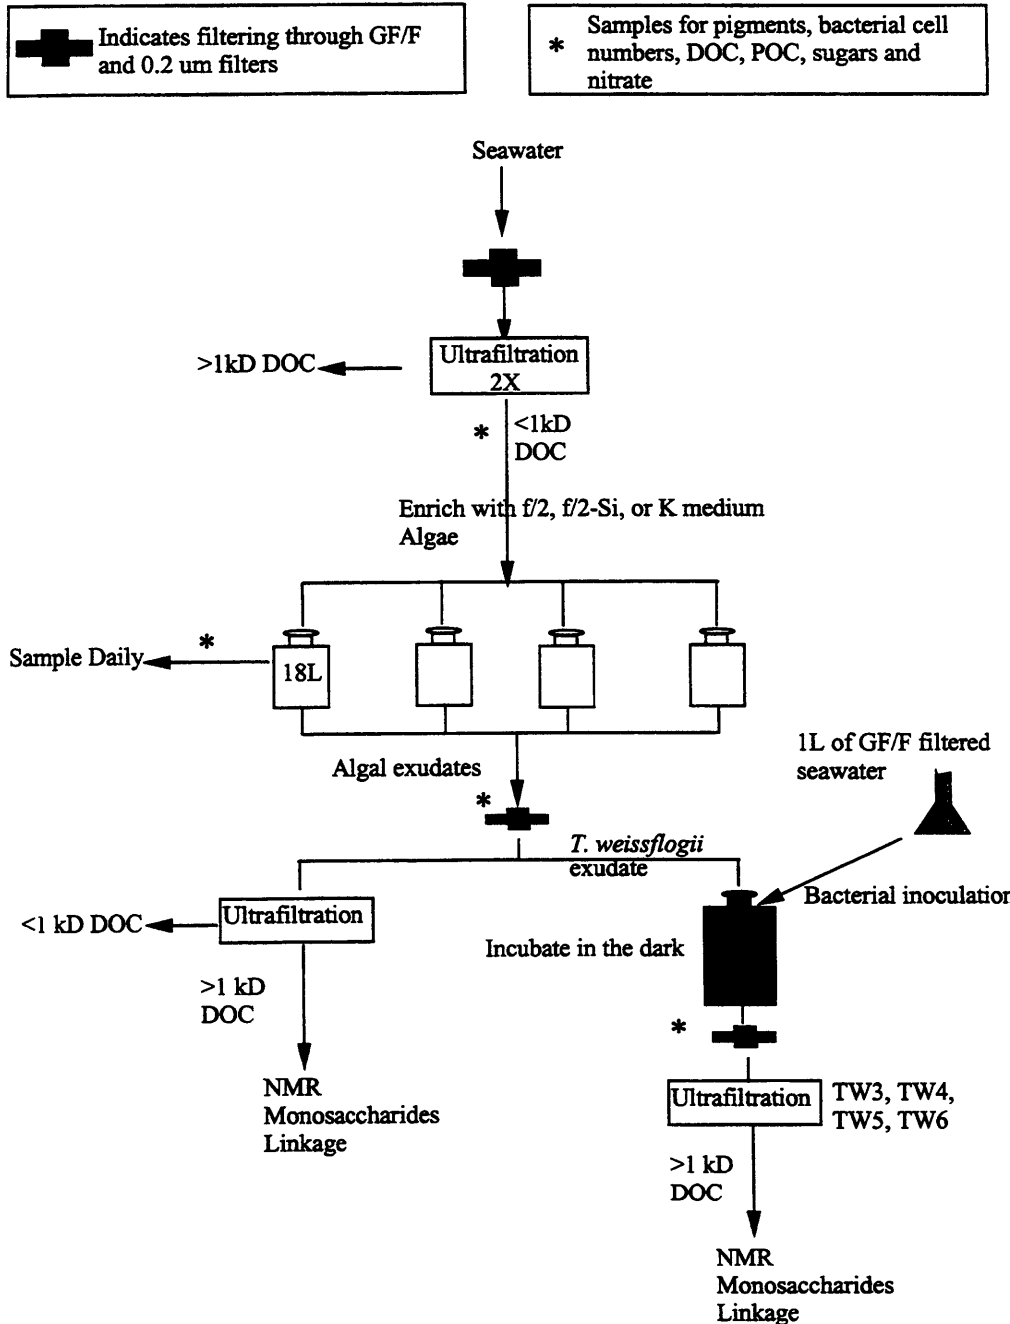 Indicates filtering through GF/F
and 0.2 um filters
* Samples for pigments, bacterial cell
numbers, DOC, POC, sugars and
nitrate
Seawater
Ultrafiltration
2X
>1kD DOC
*
<1kD
DOC
Enrich with f/2, f/2-Si, or K medium
Algae
*
Sample Daily
18L
1L of GF/F filtered
seawater
Algal exudates
*
T. weissflogii
exudate
Bacterial inoculation
Ultrafiltration
<1 kD DOC
Incubate in the dark
>1 kD
DOC
*
NMR
Monosaccharides
Linkage
Ultrafiltration
TW3, TW4,
TW5, TW6
>1 kD
DOC
NMR
Monosaccharides
Linkage